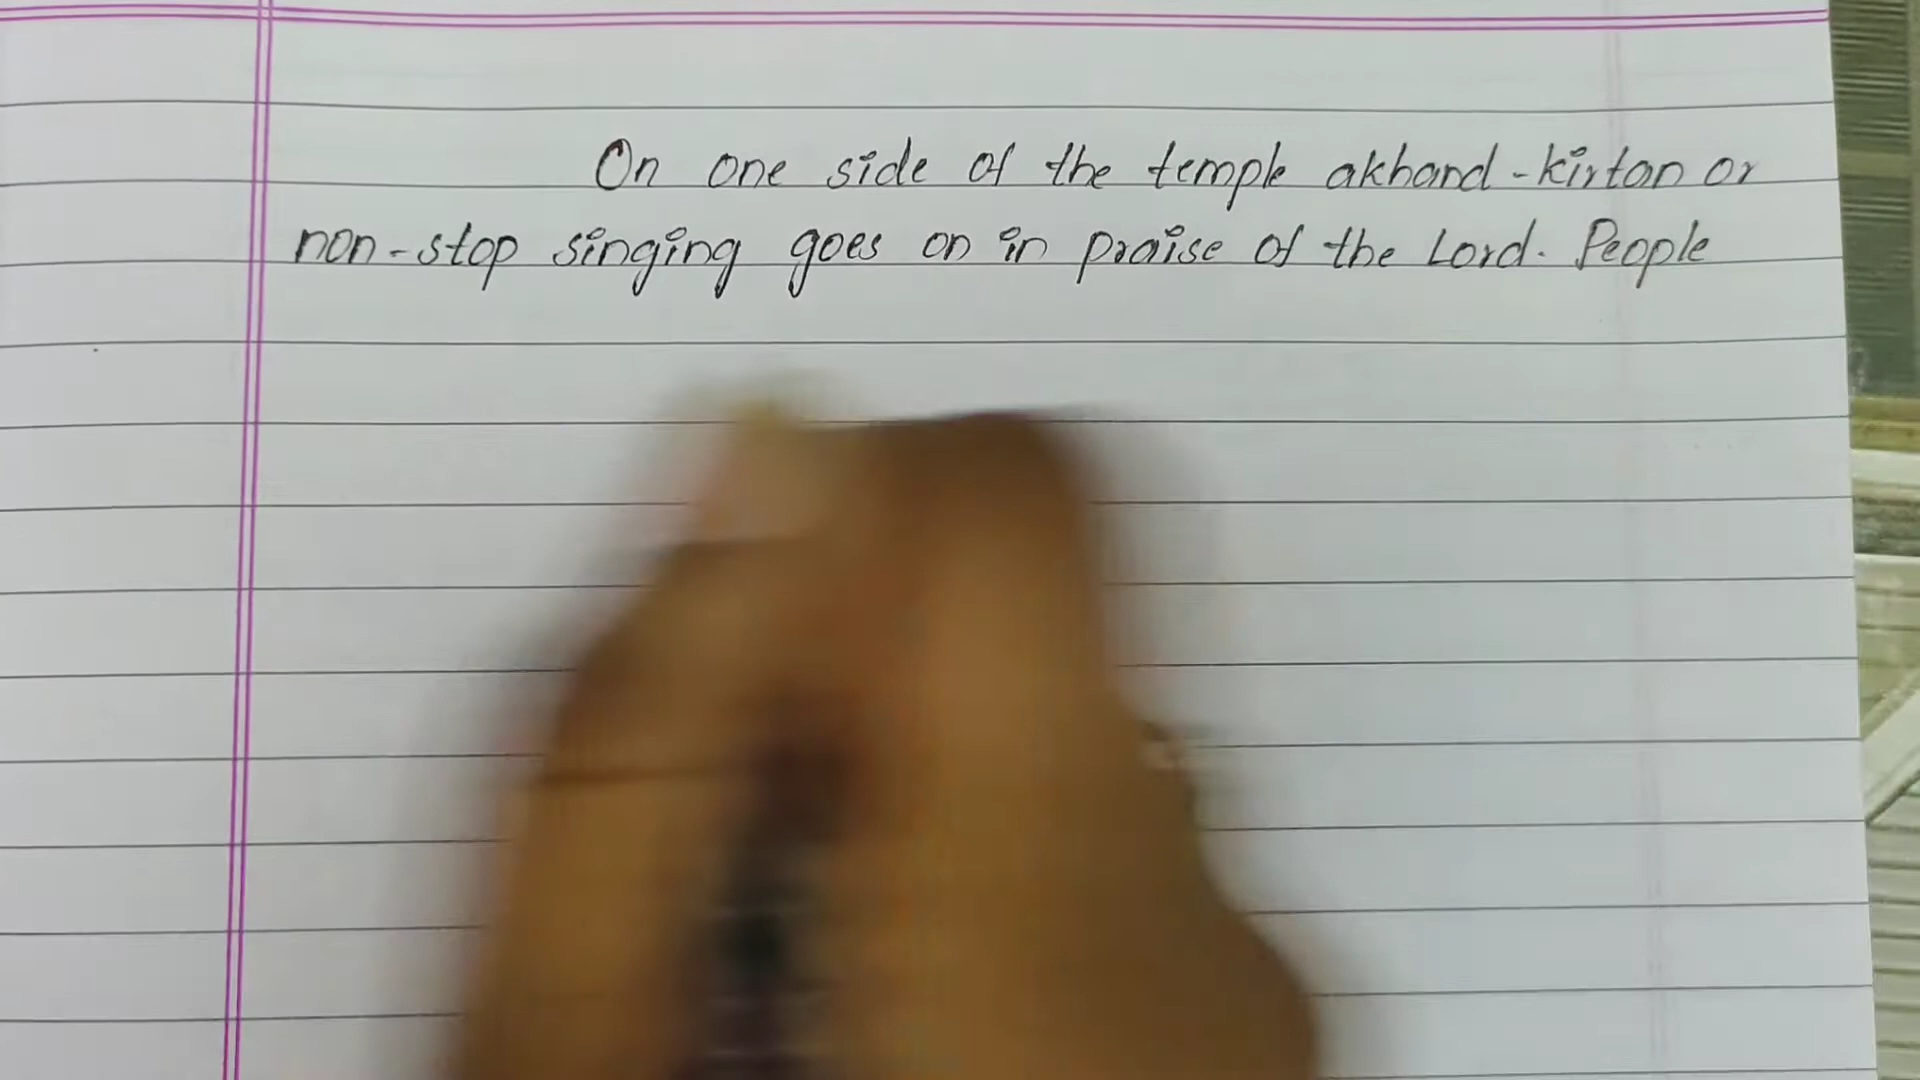 On one side of the temple akhand-kirtan or
non-stop singing goes on in praise of the Lord. People